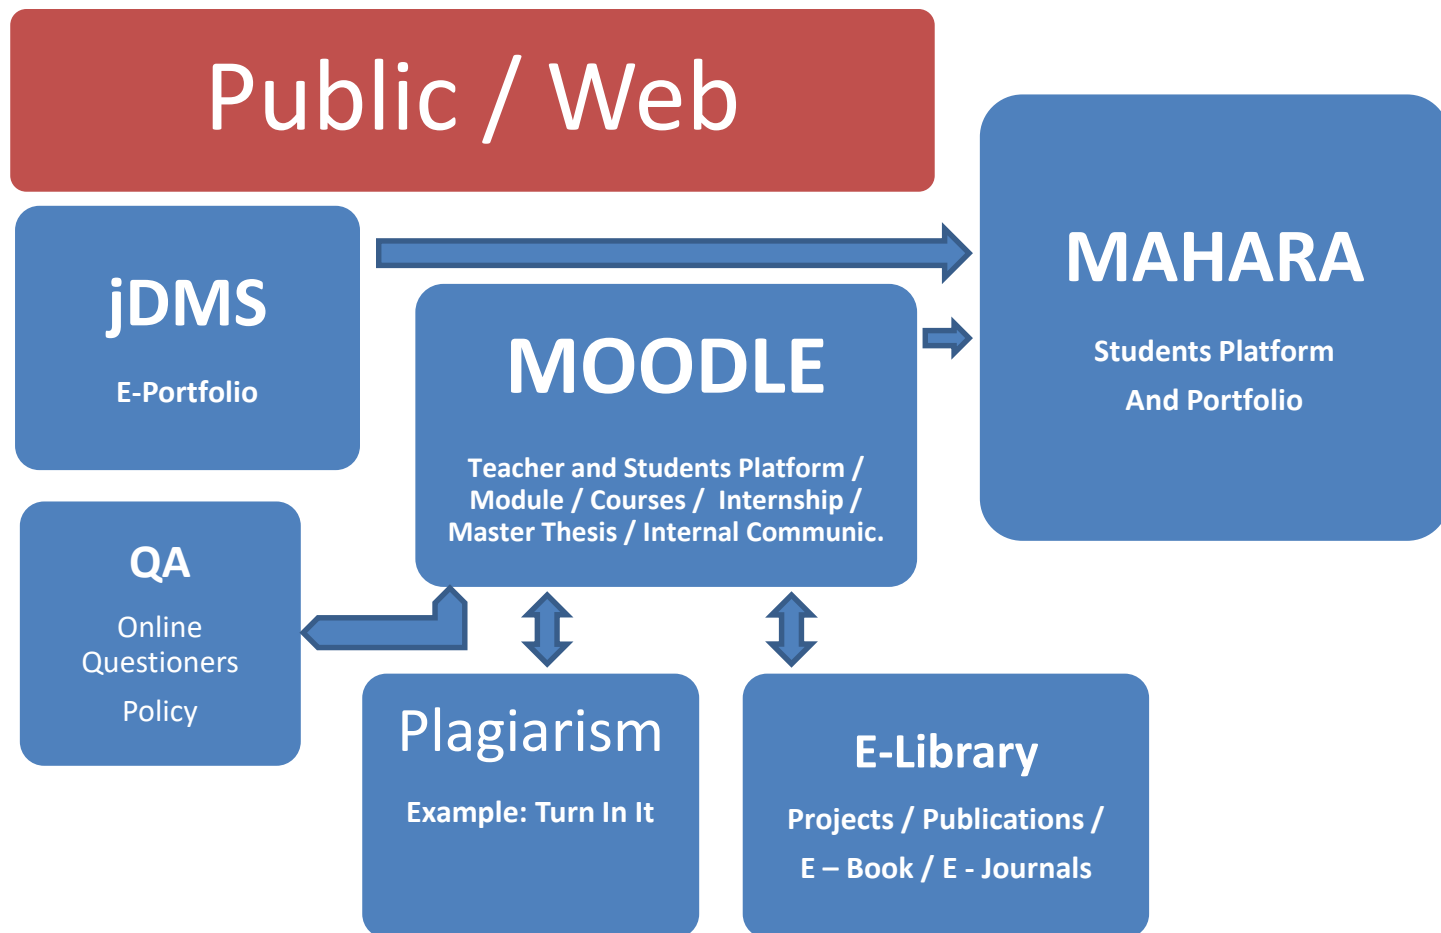 Public / Web
jDMS
E-Portfolio
MOODLE
Teacher and Students Platform /
Module / Courses /  Internship /
Master Thesis / Internal Communic.
MAHARA
Students Platform
And Portfolio
QA
Online
Questioners
Policy
Plagiarism
Example: Turn In It
E-Library
Projects / Publications /
E – Book / E - Journals